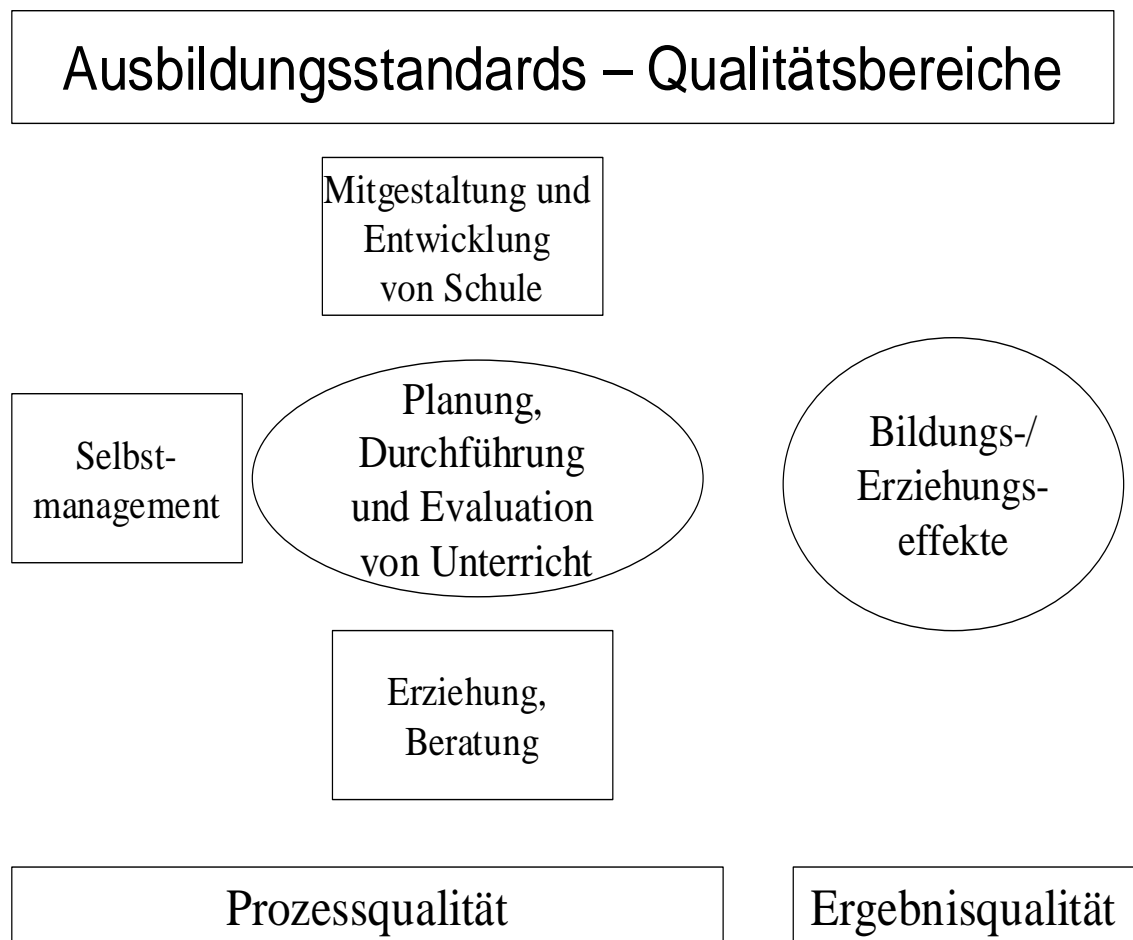 Ausbildungsstandards – Qualitätsbereiche
Mitgestaltung und
Entwicklung
von Schule
Selbst-
management
Planung,
Durchführung
und Evaluation
von Unterricht
Bildungs-/
Erziehungs-
effekte
Erziehung,
Beratung
Prozessqualität
Ergebnisqualität